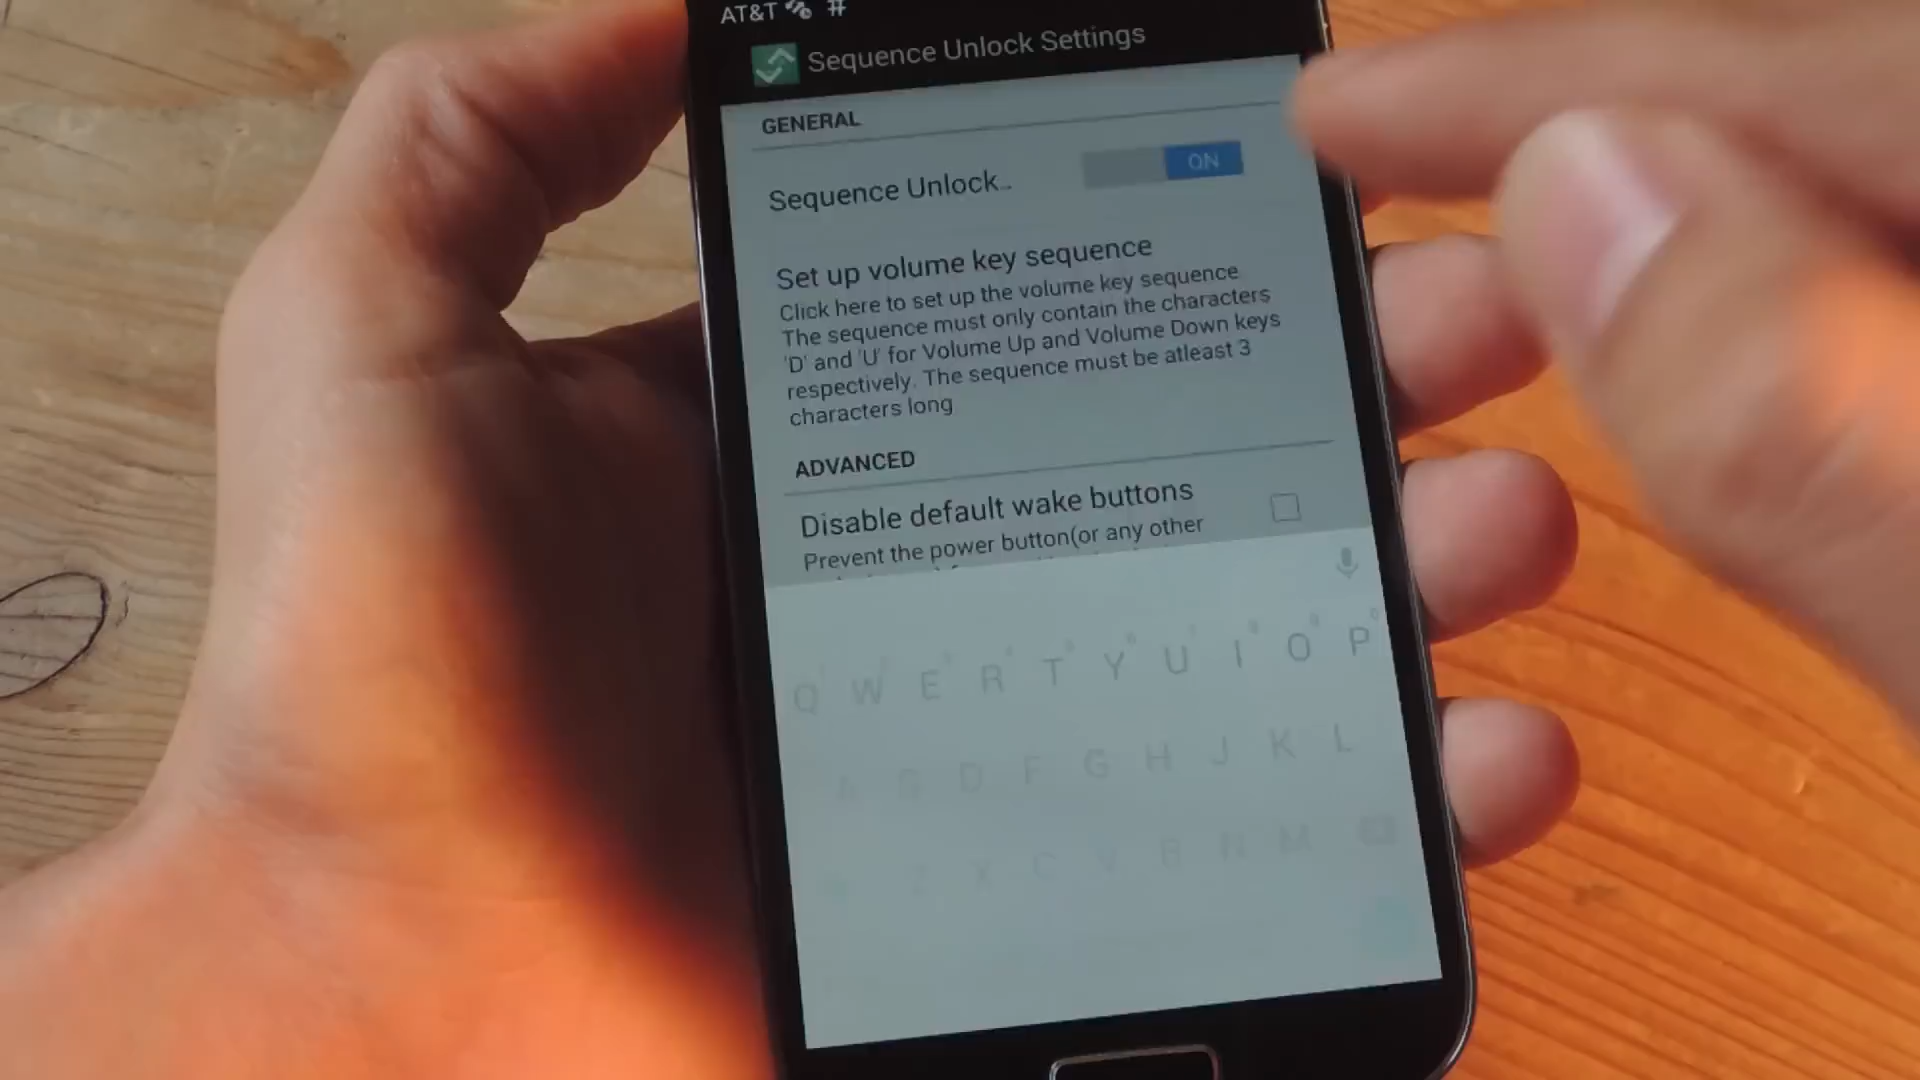 AT&T #
Sequence Unlock Settings
GENERAL
Sequence Unlock..
ON
Set up volume key sequence
Click here to set up the volume key sequence.
The sequence must only contain the characters
'D' and 'U' for Volume Up and Volume Down keys
respectively. The sequence must be atleast 3
characters long
ADVANCED
Disable default wake buttons
Prevent the power button(or any other
Q W E R T Y U I O P
A S D F G H J K L
Z X C V B N M